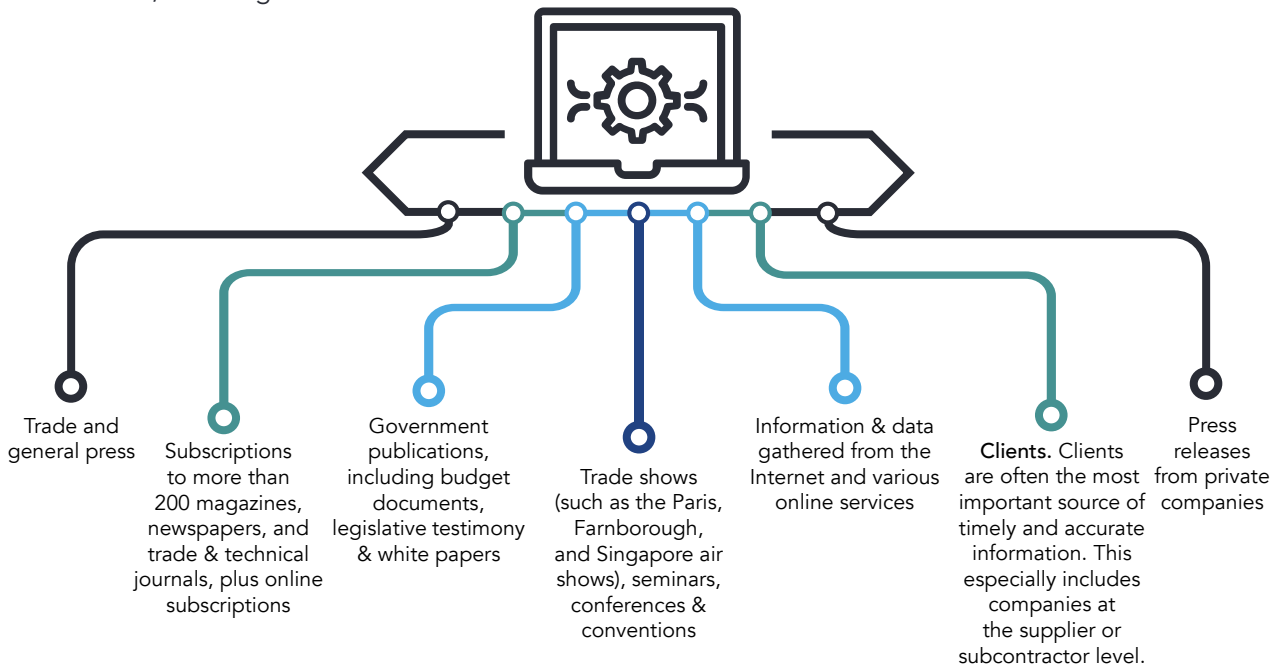 Trade and
general press
Subscriptions
to more than
200 magazines,
newspapers, and
trade & technical
journals, plus online
subscriptions
Government
publications,
including budget
documents,
legislative testimony
& white papers
Trade shows
(such as the Paris,
Farnborough,
and Singapore air
shows), seminars,
conferences &
conventions
Information & data
gathered from the
Internet and various
online services
Clients. Clients
are often the most
important source of
timely and accurate
information. This
especially includes
companies at
the supplier or
subcontractor level.
Press
releases
from private
companies